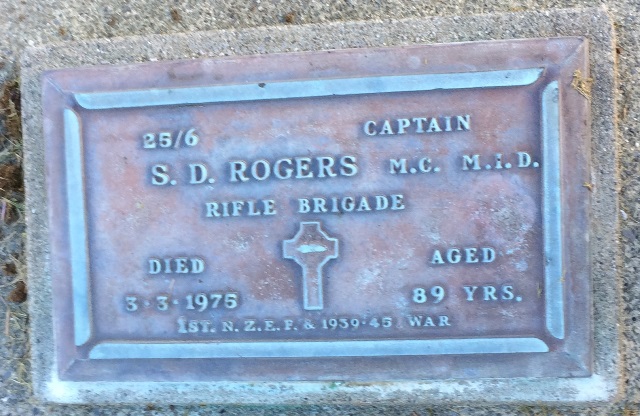 25/6 CAPTAIN
S. D. ROGERS M.C. M.I.D.
RIFLE BRIGADE
DIED AGED
3·3·1975 89 YRS.
1ST. N.Z.E.F. & 1939·45 WAR